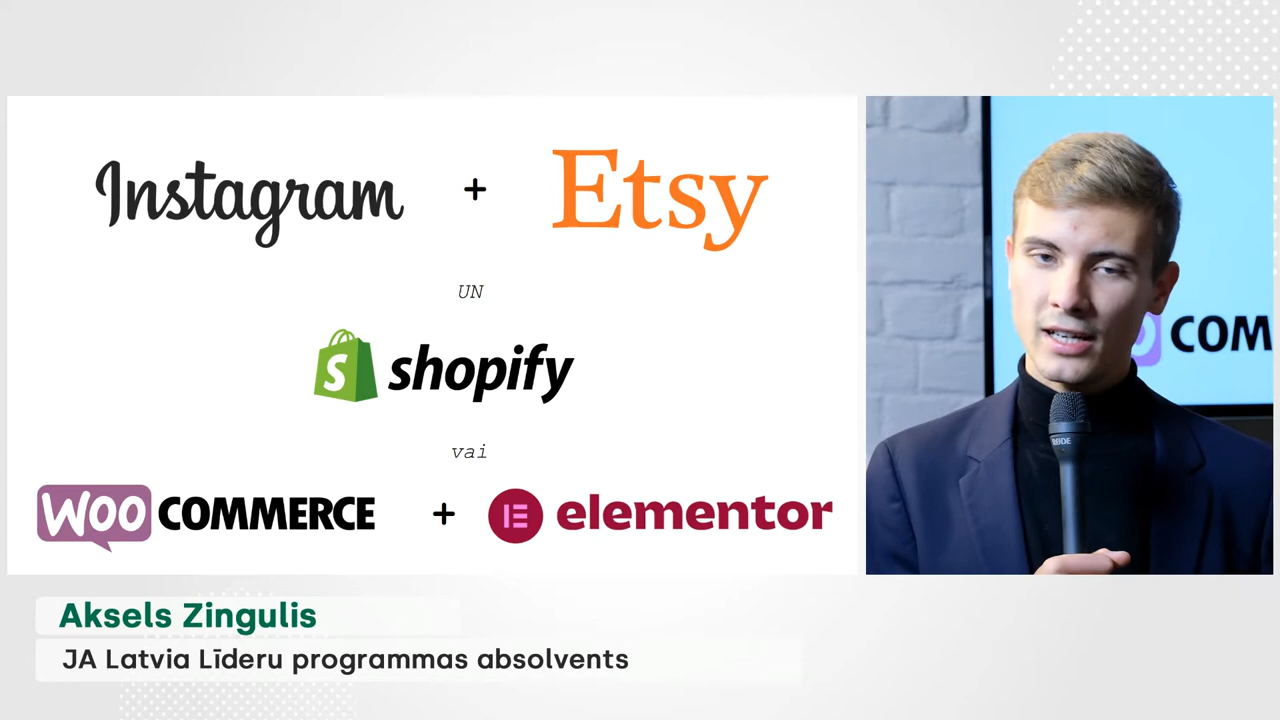 Instagram + Etsy
UN
shopify
vai
WOO COMMERCE + elementor
COM
Aksels Zingulis
JA Latvia Līderu programmas absolvents